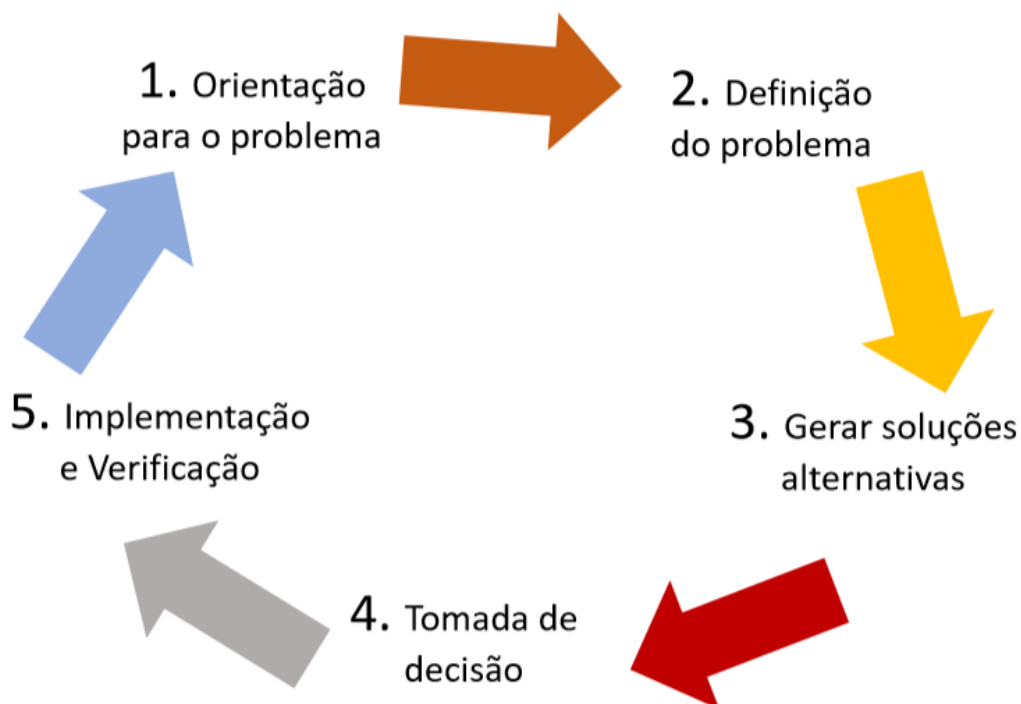 1. Orientação
para o problema
2. Definição
do problema
3. Gerar soluções
alternativas
4. Tomada de
decisão
5. Implementação
e Verificação